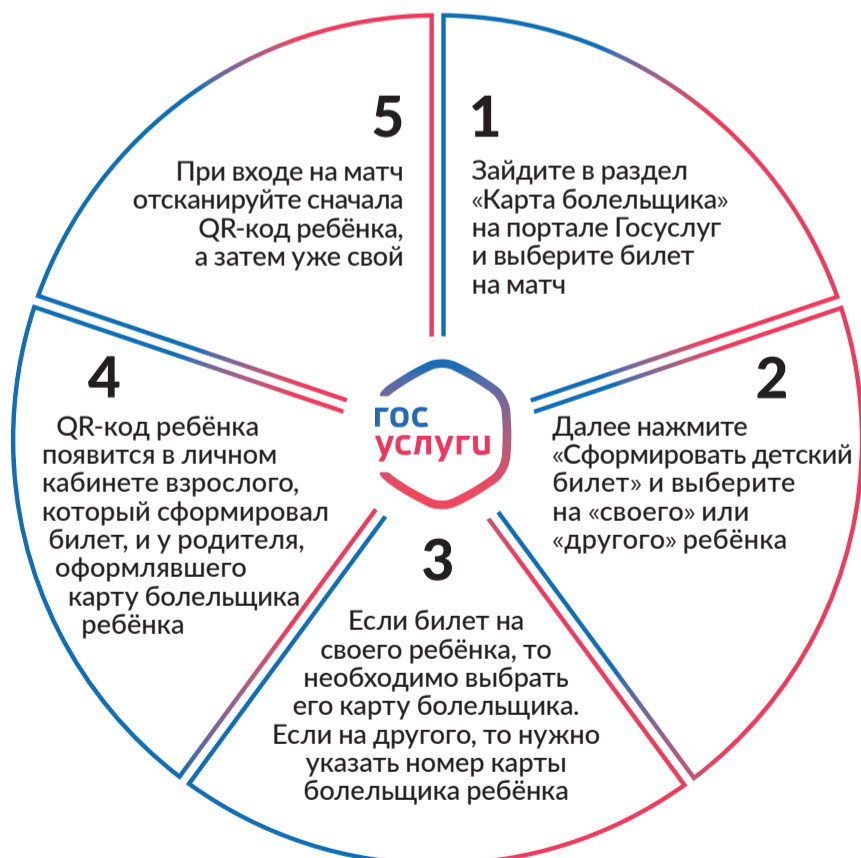 1
Зайдите в раздел
«Карта болельщика»
на портале Госуслуг
и выберите билет
на матч
2
Далее нажмите
«Сформировать детский
билет» и выберите
на «своего» или
«другого» ребёнка
3
Если билет на
своего ребёнка, то
необходимо выбрать
его карту болельщика.
Если на другого, то нужно
указать номер карты
болельщика ребёнка
4
QR-код ребёнка
появится в личном
кабинете взрослого,
который сформировал
билет, и у родителя,
оформлявшего
карту болельщика
ребёнка
5
При входе на матч
отсканируйте сначала
QR-код ребёнка,
а затем уже свой
гос
услуги